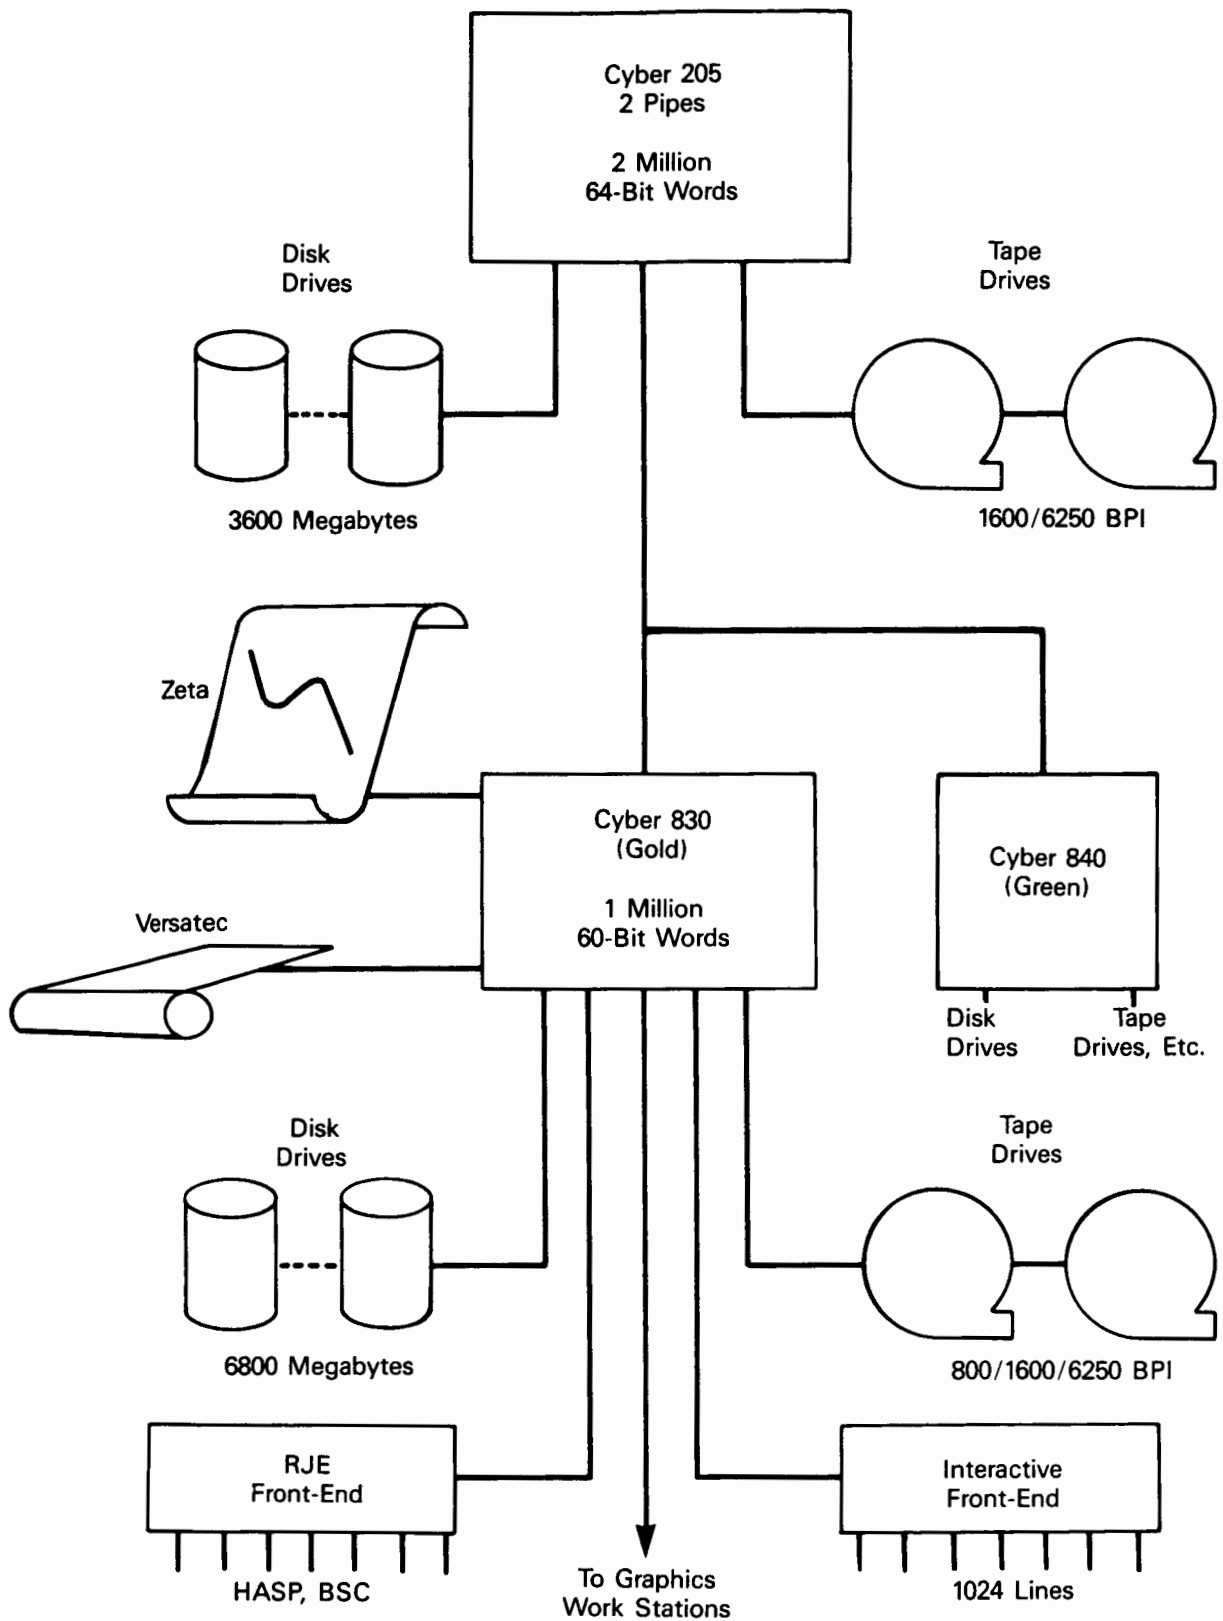 Cyber 205
2 Pipes
2 Million
64-Bit Words
Disk
Drives
Tape
Drives
3600 Megabytes
1600/6250 BPI
Zeta
Cyber 830
(Gold)
1 Million
60-Bit Words
Cyber 840
(Green)
Versatec
Disk
Drives
Tape
Drives, Etc.
Disk
Drives
Tape
Drives
6800 Megabytes
800/1600/6250 BPI
RJE
Front-End
Interactive
Front-End
HASP, BSC
To Graphics
Work Stations
1024 Lines